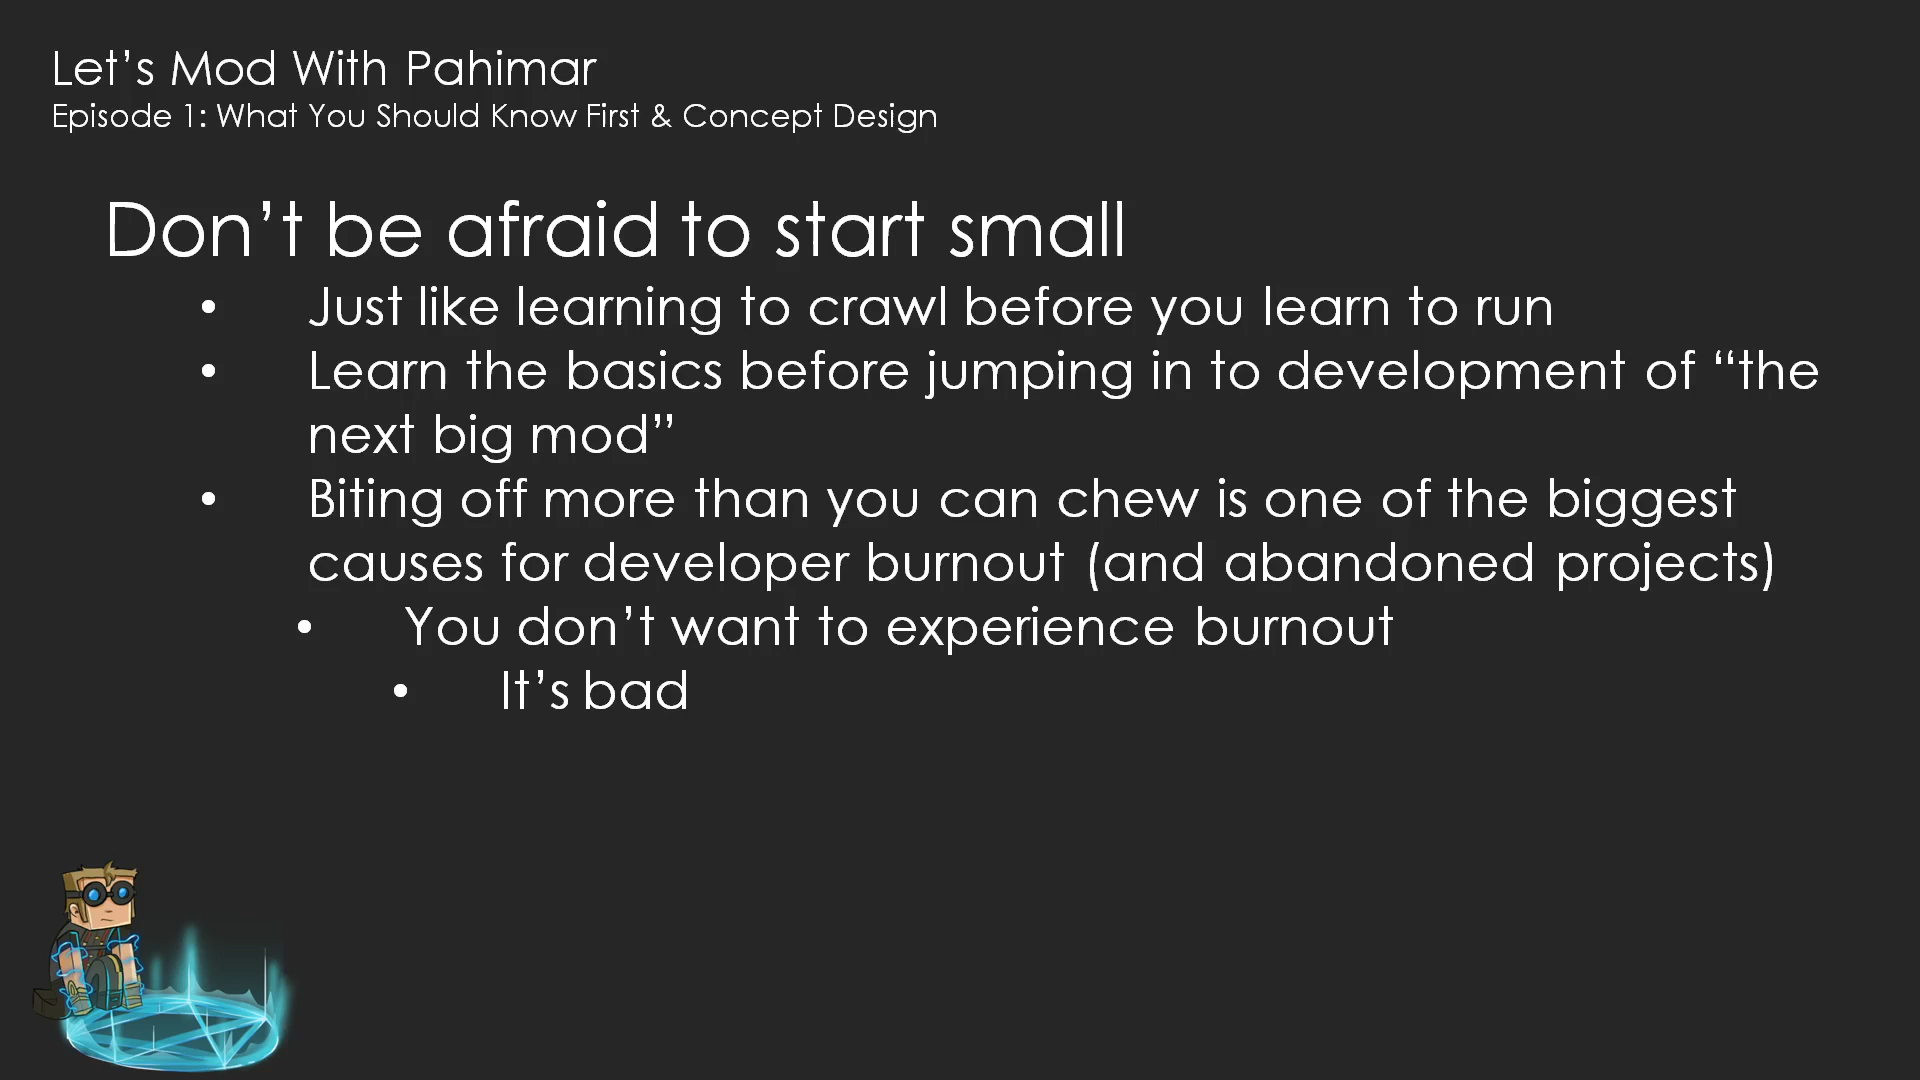 Let’s Mod With Pahimar
Episode 1: What You Should Know First & Concept Design
Don’t be afraid to start small
• Just like learning to crawl before you learn to run
• Learn the basics before jumping in to development of “the
next big mod”
• Biting off more than you can chew is one of the biggest
causes for developer burnout (and abandoned projects)
• You don’t want to experience burnout
• It’s bad